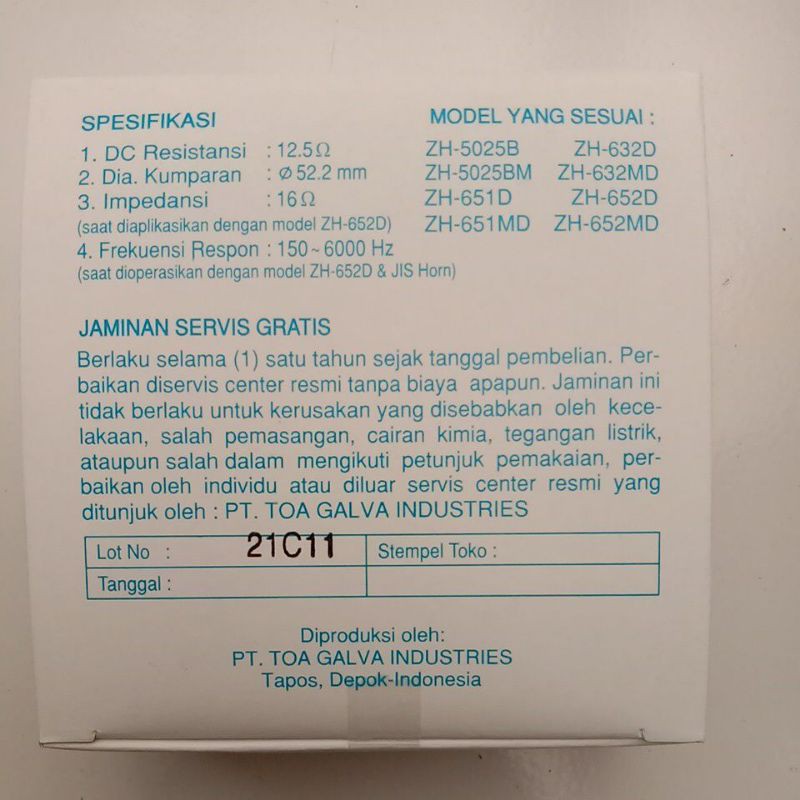 SPESIFIKASI
1. DC Resistansi : 12.5Ω
2. Dia. Kumparan : Ø 52.2 mm
3. Impedansi : 16Ω
(saat diaplikasikan dengan model ZH-652D)
4. Frekuensi Respon : 150~6000 Hz
(saat dioperasikan dengan model ZH-652D & JIS Horn)
MODEL YANG SESUAI :
ZH-5025B ZH-632D
ZH-5025BM ZH-632MD
ZH-651D ZH-652D
ZH-651MD ZH-652MD
JAMINAN SERVIS GRATIS
Berlaku selama (1) satu tahun sejak tanggal pembelian. Per-
baikan diservis center resmi tanpa biaya apapun. Jaminan ini
tidak berlaku untuk kerusakan yang disebabkan oleh kece-
lakaan, salah pemasangan, cairan kimia, tegangan listrik,
ataupun salah dalam mengikuti petunjuk pemakaian, per-
baikan oleh individu atau diluar servis center resmi yang
ditunjuk oleh : PT. TOA GALVA INDUSTRIES
Lot No : 21C11 Stempel Toko :
Tanggal :
Diproduksi oleh:
PT. TOA GALVA INDUSTRIES
Tapos, Depok-Indonesia